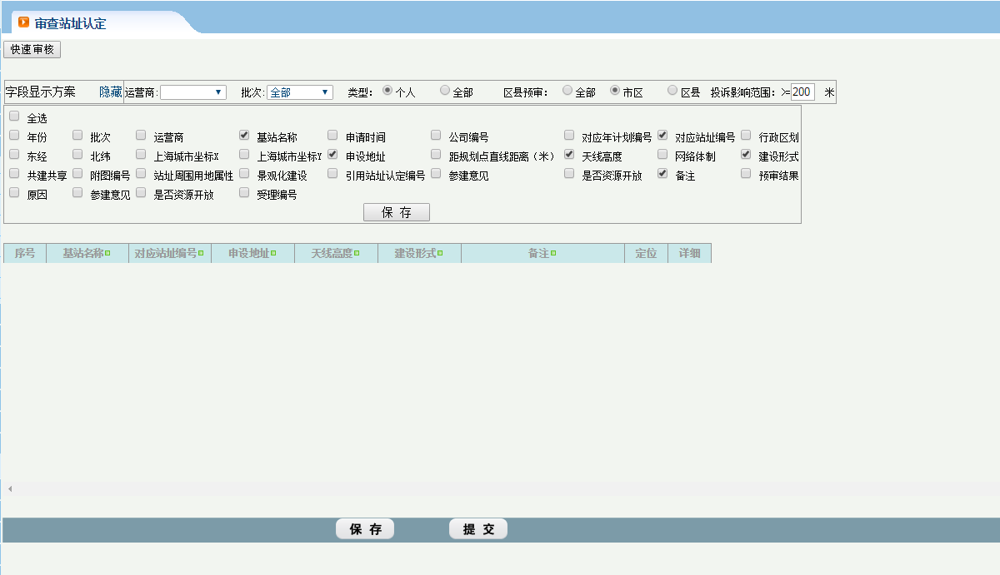 审查站址认定
快速审核
字段显示方案 隐藏 运营商: 批次: 全部 类型: 个人 全部 区县预审: 全部 市区 区县 投诉影响范围: >= 200 米
全选
年份 批次 运营商 基站名称 申请时间 公司编号 对应年计划编号 对应站址编号 行政区划
东经 北纬 上海城市坐标X 上海城市坐标Y 申设地址 距规划点直线距离（米） 天线高度 网络体制 建设形式
共建共享 附图编号 站址周围用地属性 景观化建设 引用站址认定编号 参建意见 是否资源开放 备注 预审结果
原因 参建意见 是否资源开放 受理编号
保 存
序号 基站名称 对应站址编号 申设地址 天线高度 建设形式 备注 定位 详细
保 存 提 交